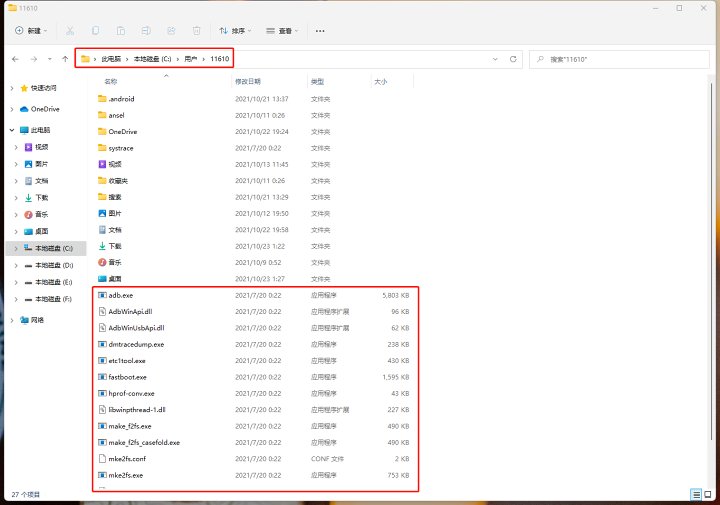 11610
新建
排序
查看
此电脑 > 本地磁盘 (C:) > 用户 > 11610
搜索"11610"
名称 修改日期 类型 大小
快速访问
OneDrive
此电脑
视频
图片
文档
下载
音乐
桌面
本地磁盘 (C:)
本地磁盘 (D:)
本地磁盘 (E:)
本地磁盘 (F:)
网络
.android 2021/10/21 13:37 文件夹
ansel 2021/10/11 0:26 文件夹
OneDrive 2021/10/22 19:24 文件夹
systrace 2021/7/20 0:22 文件夹
视频 2021/10/13 11:45 文件夹
收藏夹 2021/10/11 0:26 文件夹
搜索 2021/10/21 13:29 文件夹
图片 2021/10/12 19:50 文件夹
文档 2021/10/22 19:58 文件夹
下载 2021/10/23 1:22 文件夹
音乐 2021/10/9 0:52 文件夹
桌面 2021/10/23 1:27 文件夹
adb.exe 2021/7/20 0:22 应用程序 5,803 KB
AdbWinApi.dll 2021/7/20 0:22 应用程序扩展 96 KB
AdbWinUsbApi.dll 2021/7/20 0:22 应用程序扩展 62 KB
dmtracedump.exe 2021/7/20 0:22 应用程序 238 KB
etc1tool.exe 2021/7/20 0:22 应用程序 430 KB
fastboot.exe 2021/7/20 0:22 应用程序 1,595 KB
hprof-conv.exe 2021/7/20 0:22 应用程序 43 KB
libwinpthread-1.dll 2021/7/20 0:22 应用程序扩展 227 KB
make_f2fs.exe 2021/7/20 0:22 应用程序 490 KB
make_f2fs_casefold.exe 2021/7/20 0:22 应用程序 490 KB
mke2fs.conf 2021/7/20 0:22 CONF 文件 2 KB
mke2fs.exe 2021/7/20 0:22 应用程序 753 KB
27 个项目